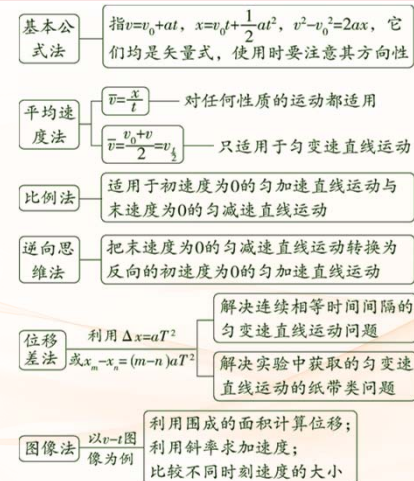 基本公式法
指v=v₀+at, x=v₀t+1/2at², v²-v₀²=2ax, 它
们均是矢量式, 使用时要注意其方向性
平均速度法
v̄=x/t
对任何性质的运动都适用
v̄=(v₀+v)/2=v_{t/2}
只适用于匀变速直线运动
比例法
适用于初速度为0的匀加速直线运动与
末速度为0的匀减速直线运动
逆向思维法
把末速度为0的匀减速直线运动转换为
反向的初速度为0的匀加速直线运动
位移差法
利用Δx=aT²
或xₘ-xₙ=(m-n)aT²
解决连续相等时间间隔的
匀变速直线运动问题
解决实验中获取的匀变速
直线运动的纸带类问题
图像法
以v-t图
像为例
利用围成的面积计算位移;
利用斜率求加速度;
比较不同时刻速度的大小